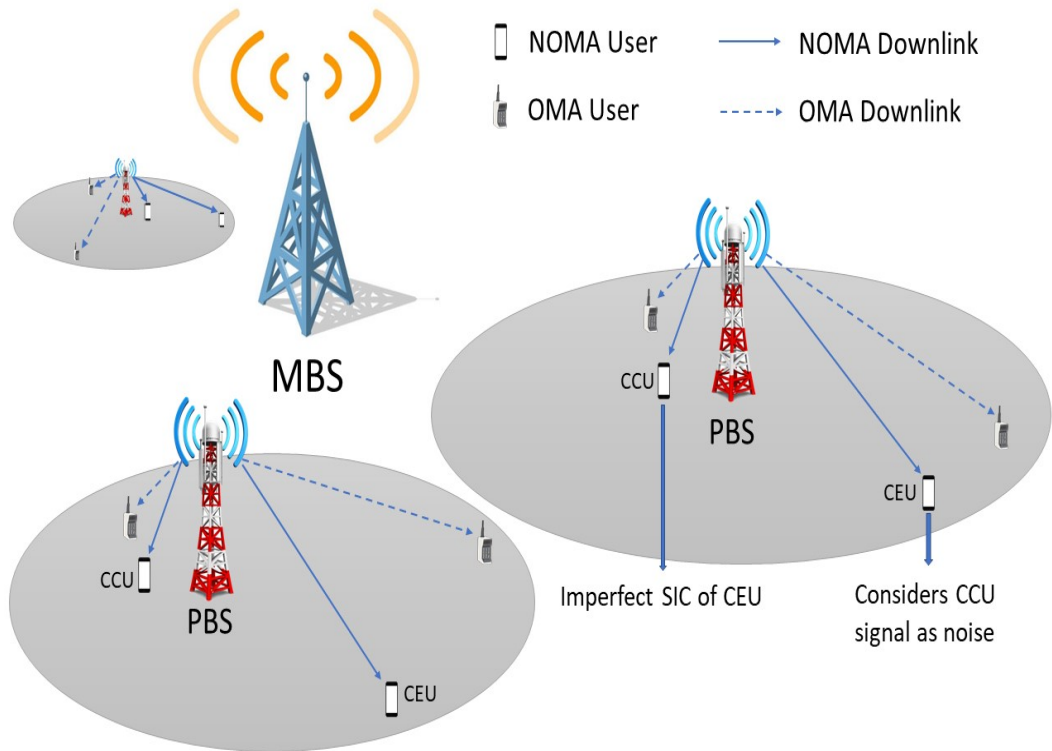 NOMA User
NOMA Downlink
OMA User
OMA Downlink
MBS
CCU
PBS
CEU
Imperfect SIC of CEU
Considers CCU
signal as noise
CCU
PBS
CEU